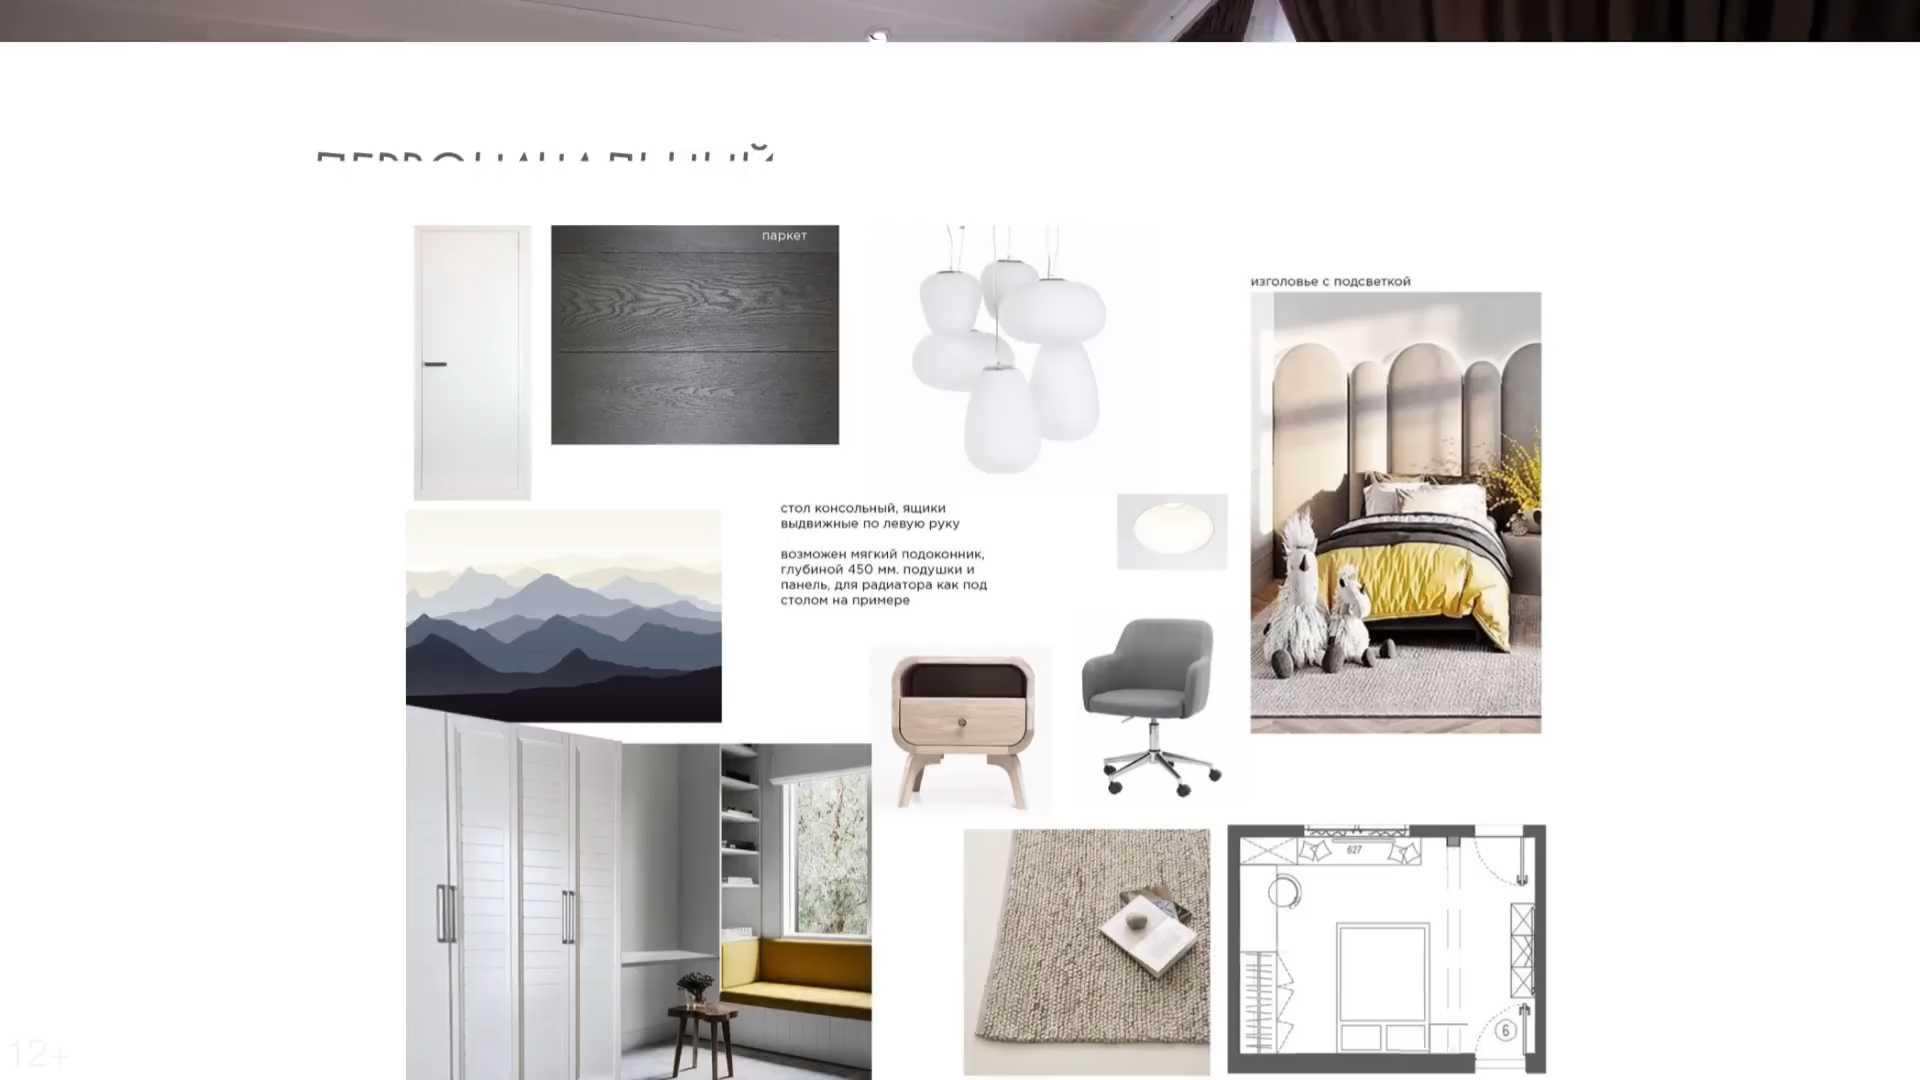 паркет
изголовье с подсветкой
стол консольный, ящики
выдвижные по левую руку
возможен мягкий подоконник,
глубиной 450 мм. подушки и
панель, для радиатора как под
столом на примере
627
6
12+